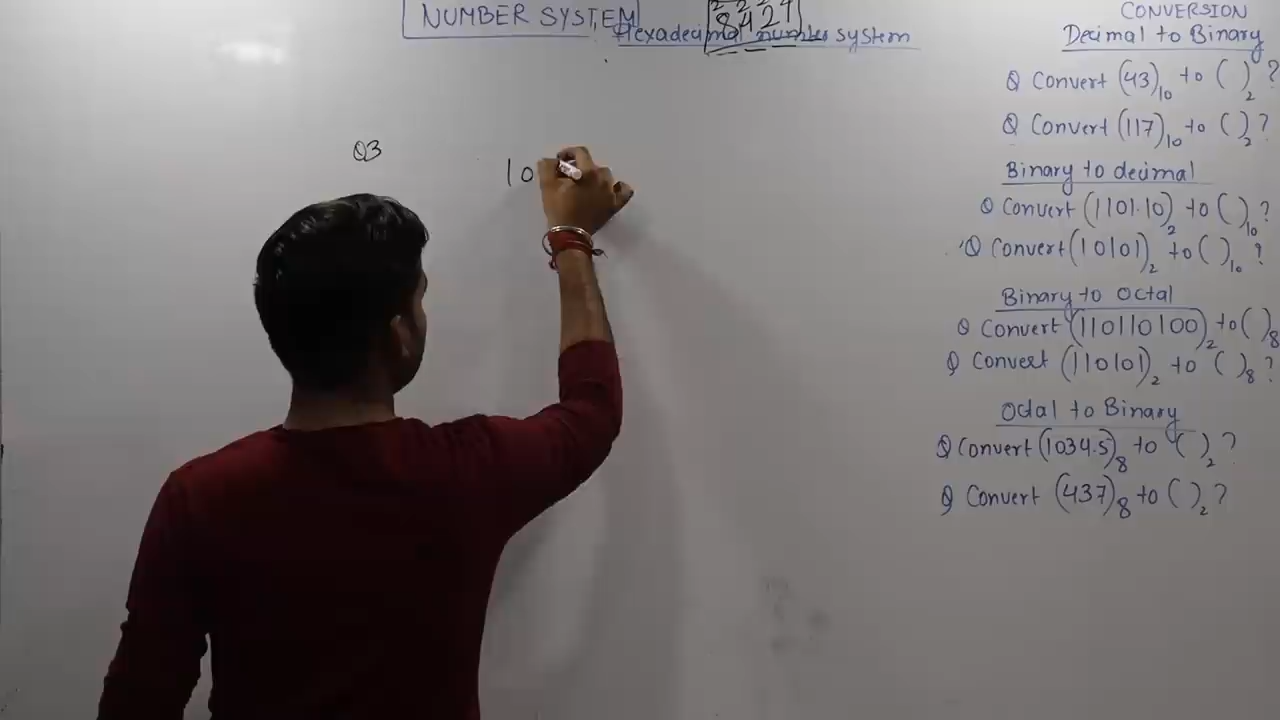 NUMBER SYSTEM
8421
Hexadecimal number system
Q3
10
CONVERSION
Decimal to Binary
Q Convert (43)₁₀ to ( )₂ ?
Q Convert (117)₁₀ to ( )₂ ?
Binary to decimal
Q Convert (1101.10)₂ to ( )₁₀ ?
Q Convert (10101)₂ to ( )₁₀ ?
Binary to Octal
Q Convert (110110100)₂ to ( )₈
Q Convert (110101)₂ to ( )₈ ?
Octal to Binary
Q Convert (1034.5)₈ to ( )₂ ?
Q Convert (437)₈ to ( )₂ ?